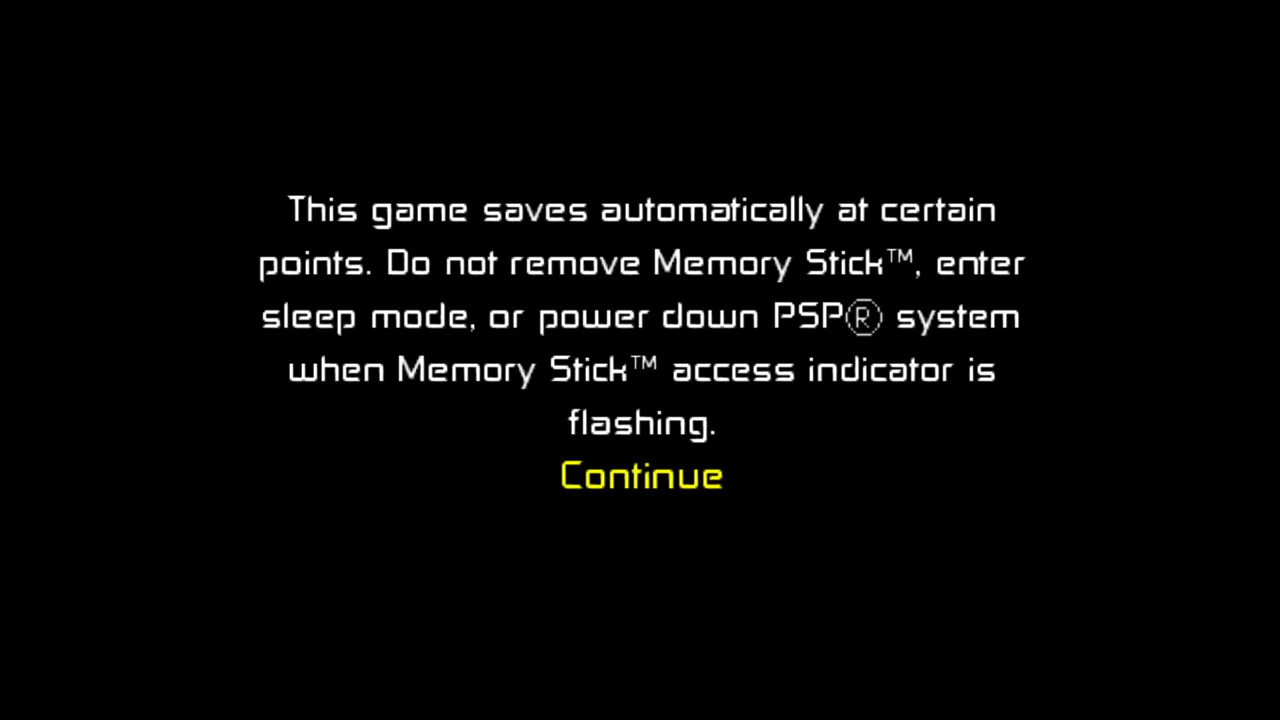 This game saves automatically at certain
points. Do not remove Memory Stick™, enter
sleep mode, or power down PSP® system
when Memory Stick™ access indicator is
flashing.
Continue